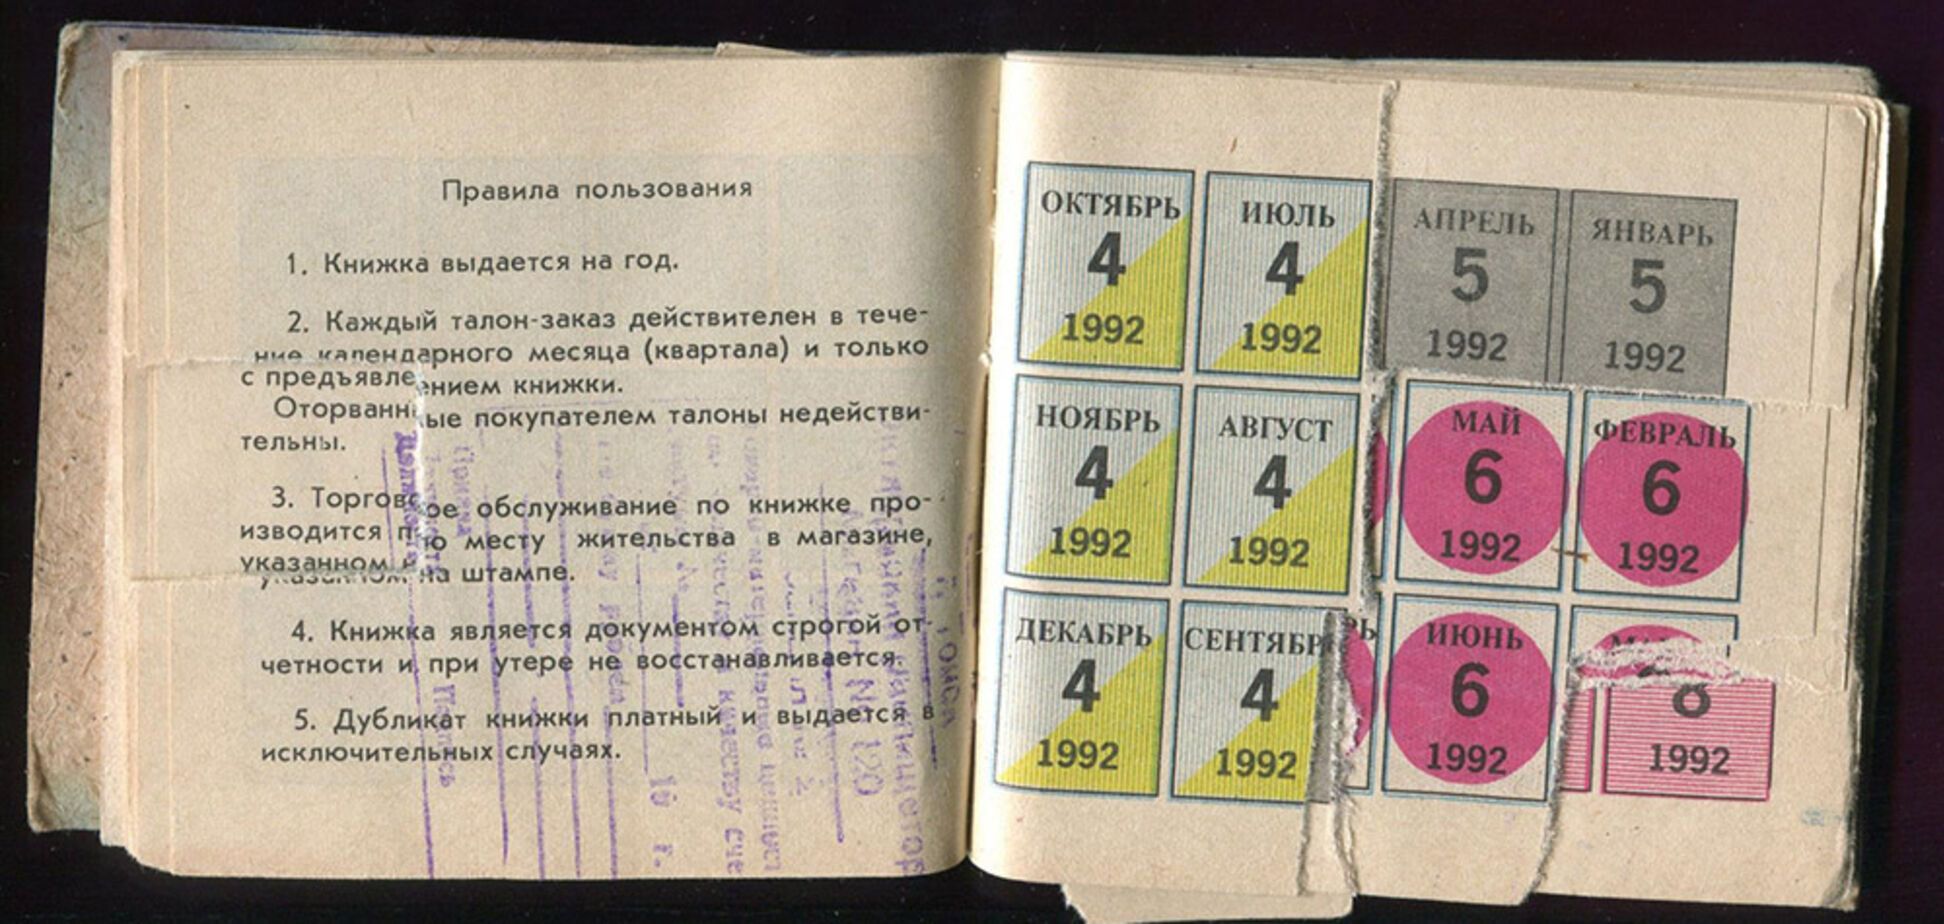 Правила пользования
1. Книжка выдается на год.
2. Каждый талон-заказ действителен в тече-
ние календарного месяца (квартала) и только
с предъявлением книжки.
Оторванные покупателем талоны недействи-
тельны.
3. Торговое обслуживание по книжке про-
изводится по месту жительства в магазине,
указанном на штампе.
4. Книжка является документом строгой от-
четности и при утере не восстанавливается.
5. Дубликат книжки платный и выдается в
исключительных случаях.
ОКТЯБРЬ
4
1992
ИЮЛЬ
4
1992
АПРЕЛЬ
5
1992
ЯНВАРЬ
5
1992
НОЯБРЬ
4
1992
АВГУСТ
4
1992
МАЙ
6
1992
ФЕВРАЛЬ
6
1992
ДЕКАБРЬ
4
1992
СЕНТЯБР
4
1992
РЬ
ИЮНЬ
6
1992
8
1992